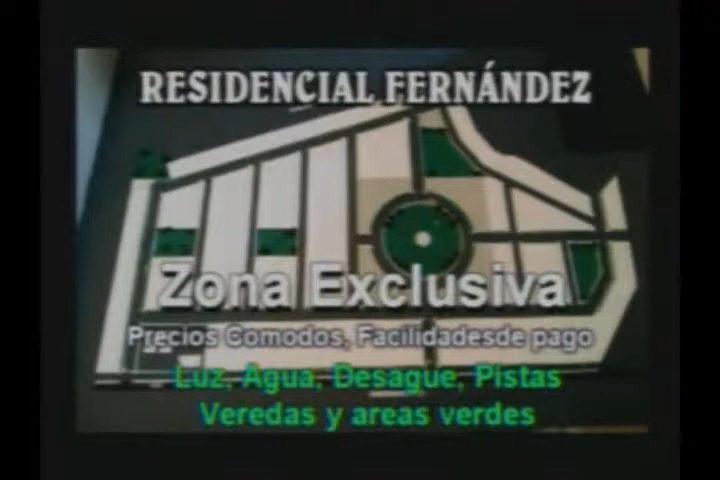 RESIDENCIAL FERNÁNDEZ
Zona Exclusiva
Precios Comodos, Facilidadesde pago
Luz, Agua, Desague, Pistas
Veredas y areas verdes